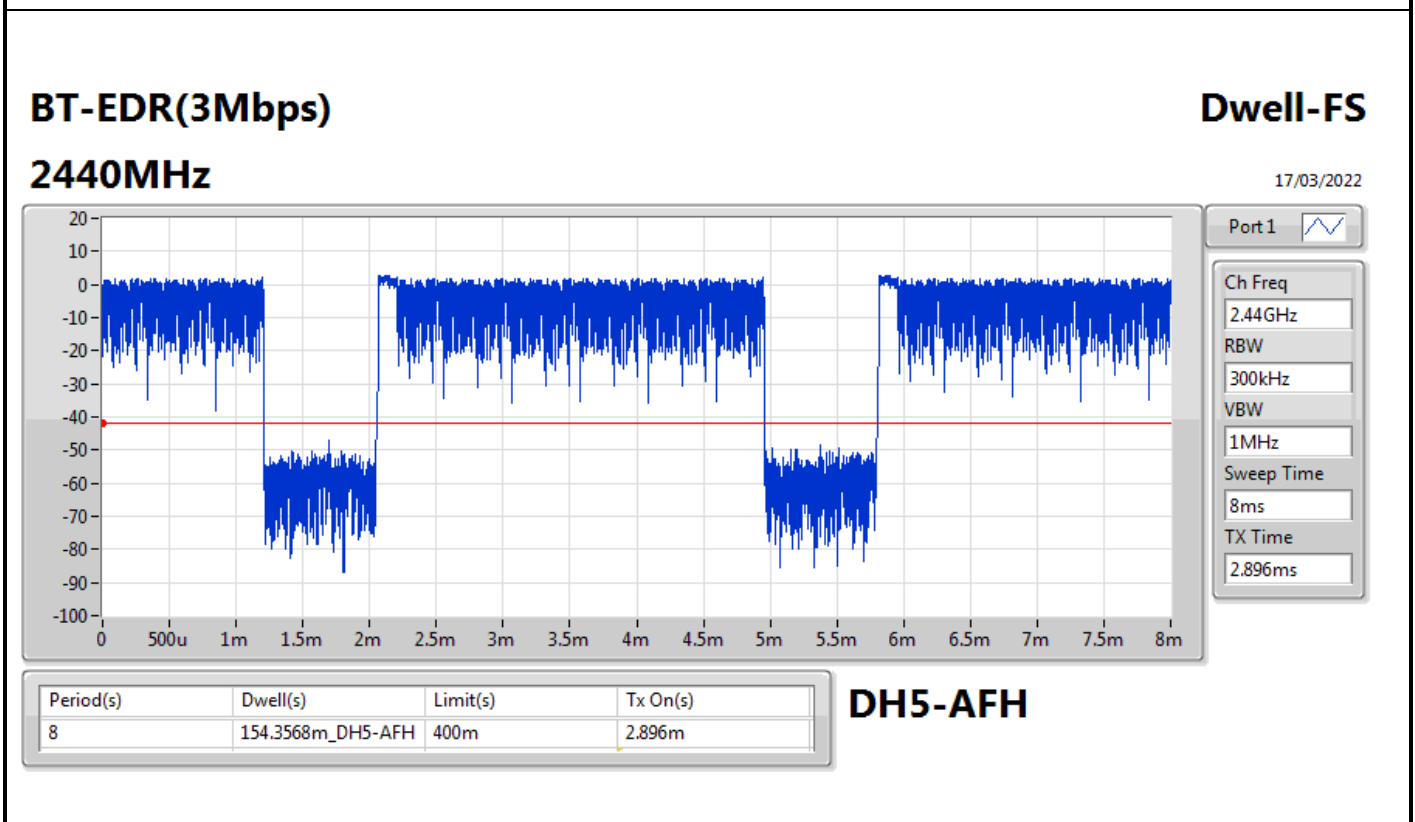 BT-EDR(3Mbps)
Dwell-FS
2440MHz
17/03/2022
20
10
0
-10
-20
-30
-40
-50
-60
-70
-80
-90
-100
0 500u 1m 1.5m 2m 2.5m 3m 3.5m 4m 4.5m 5m 5.5m 6m 6.5m 7m 7.5m 8m
Port 1
Ch Freq
2.44GHz
RBW
300kHz
VBW
1MHz
Sweep Time
8ms
TX Time
2.896ms
Period(s) Dwell(s) Limit(s) Tx On(s)
8 154.3568m_DH5-AFH 400m 2.896m
DH5-AFH